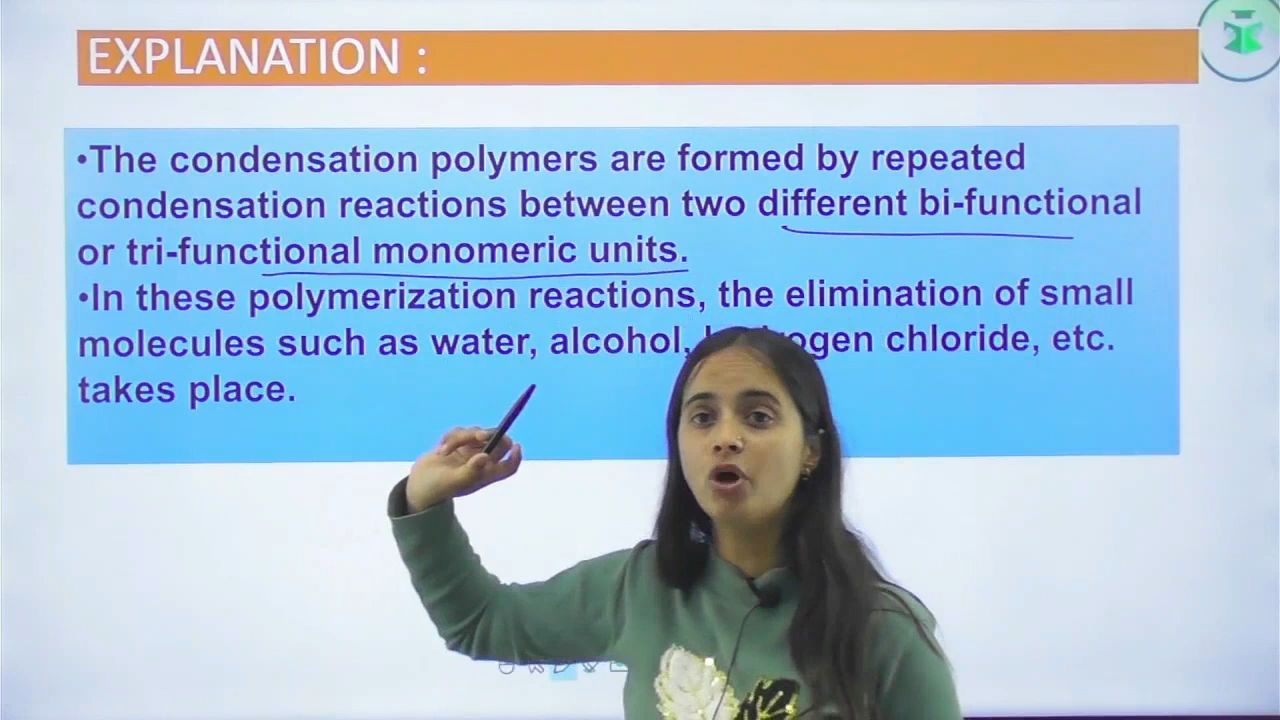 EXPLANATION :
•The condensation polymers are formed by repeated
condensation reactions between two different bi-functional
or tri-functional monomeric units.
•In these polymerization reactions, the elimination of small
molecules such as water, alcohol, hydrogen chloride, etc.
takes place.